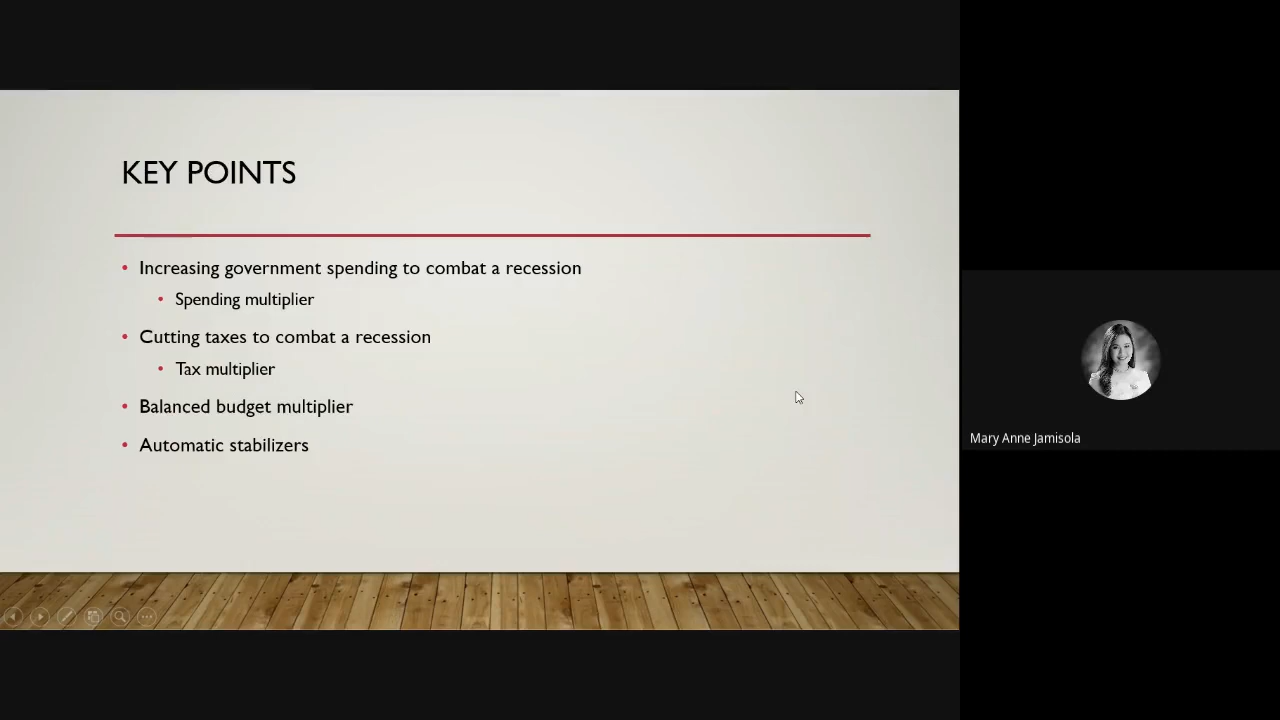 KEY POINTS
• Increasing government spending to combat a recession
• Spending multiplier
• Cutting taxes to combat a recession
• Tax multiplier
• Balanced budget multiplier
• Automatic stabilizers
Mary Anne Jamisola